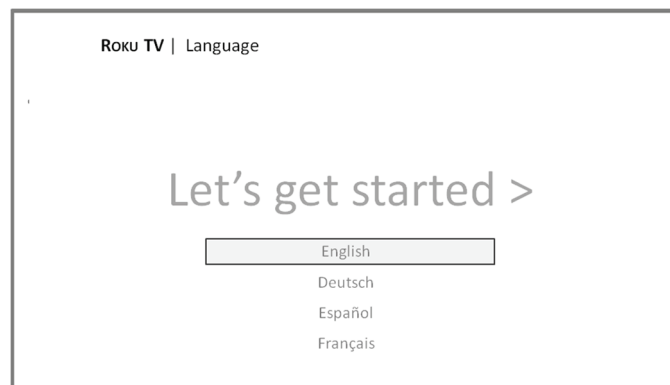 Roku TV | Language
Let's get started >
English
Deutsch
Español
Français